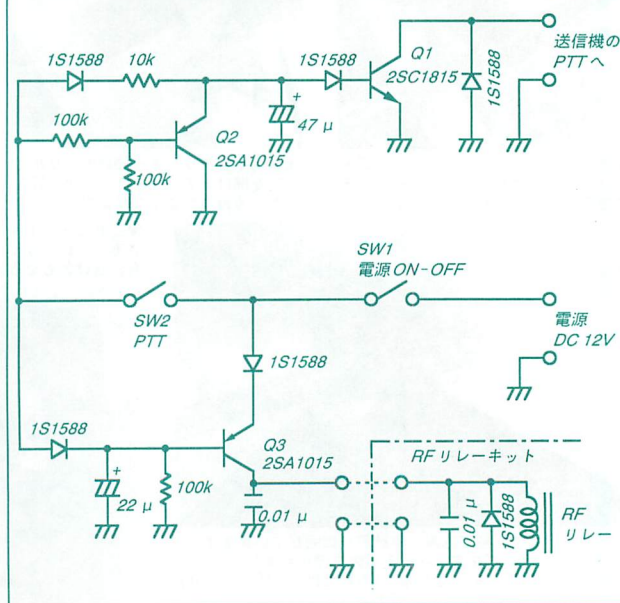 1S1588
10k
1S1588
Q1
2SC1815
1S1588
送信機の
PTTへ
100k
Q2
2SA1015
+
47 μ
100k
SW1
電源ON-OFF
SW2
PTT
電源
DC 12V
1S1588
1S1588
Q3
2SA1015
RFリレーキット
+
22 μ
100k
0.01 μ
0.01 μ
1S1588
RF
リレー